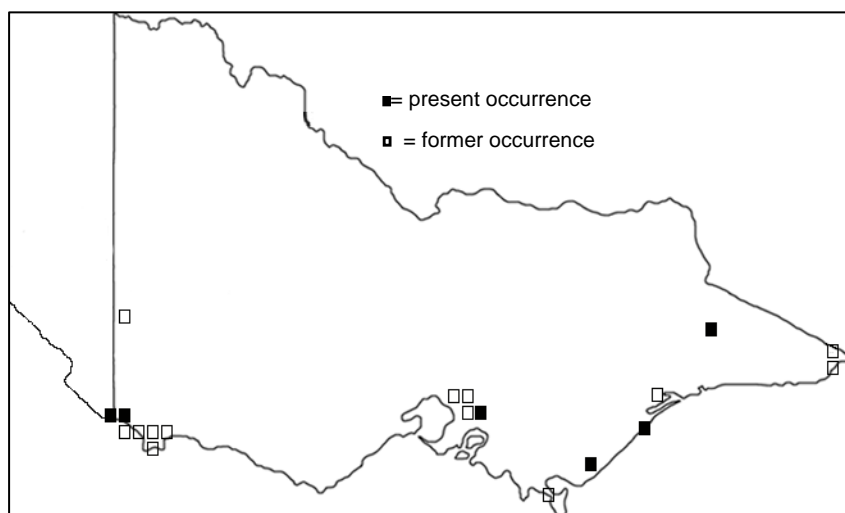 = present occurrence
= former occurrence